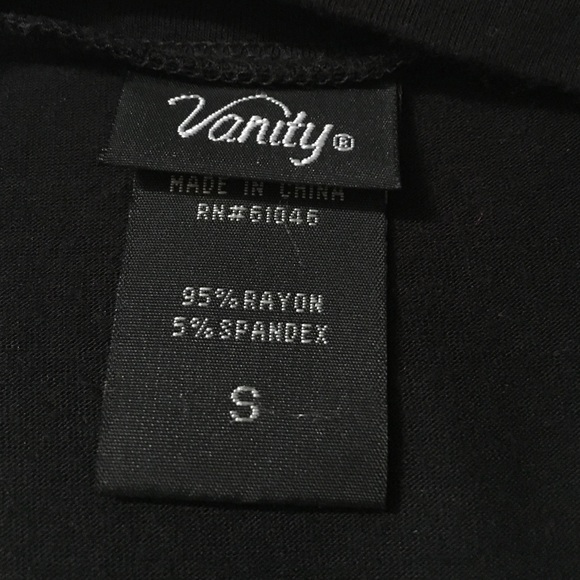 Vanity®
MADE IN CHINA
RN#61046
95%RAYON
5%SPANDEX
S